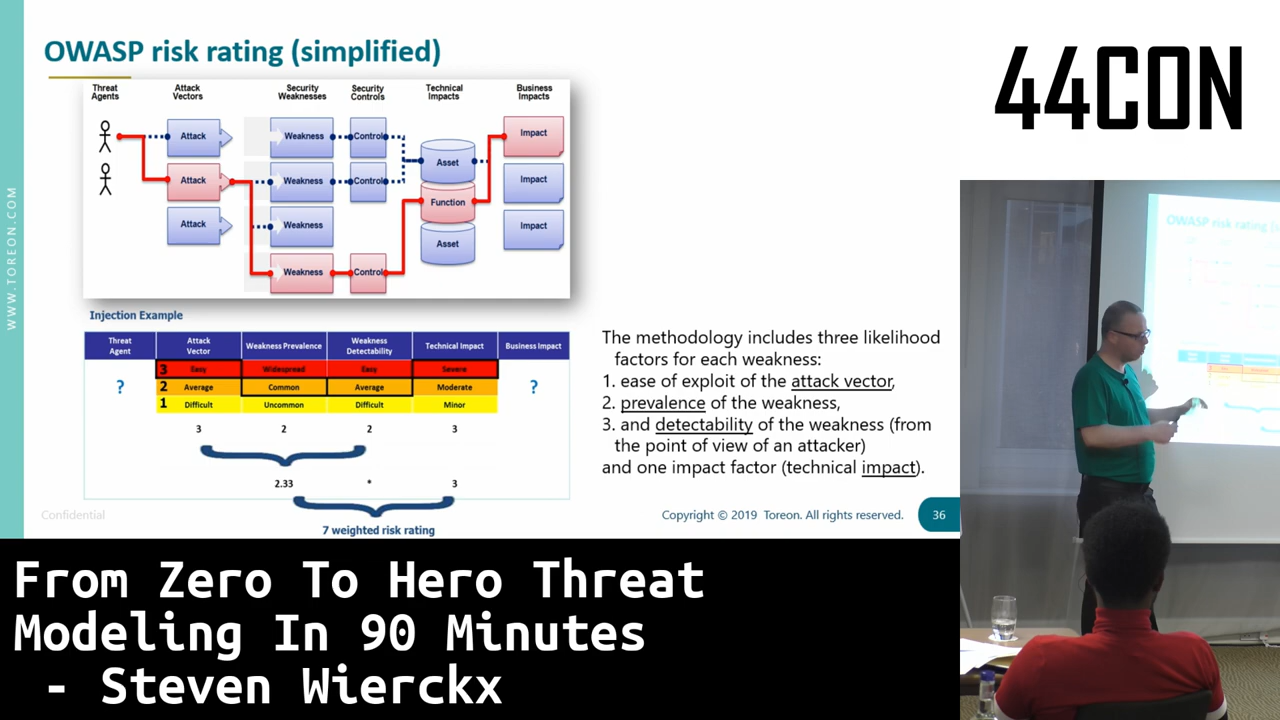 OWASP risk rating (simplified)
Threat Agents
Attack Vectors
Security Weaknesses
Security Controls
Technical Impacts
Business Impacts
Attack
Weakness
Control
Asset
Impact
Attack
Weakness
Control
Function
Impact
Attack
Weakness
Asset
Impact
Weakness
Control
WWW.TOREON.COM
Injection Example
Threat Agent
Attack Vector
Weakness Prevalence
Weakness Detectability
Technical Impact
Business Impact
3 Easy Widespread Easy Severe
? 2 Average Common Average Moderate ?
1 Difficult Uncommon Difficult Minor
3 2 2 3
2.33 * 3
7 weighted risk rating
The methodology includes three likelihood
factors for each weakness:
1. ease of exploit of the attack vector,
2. prevalence of the weakness,
3. and detectability of the weakness (from
the point of view of an attacker)
and one impact factor (technical impact).
Confidential
Copyright © 2019 Toreon. All rights reserved.
36
44CON
OWASP risk rating (s
From Zero To Hero Threat
Modeling In 90 Minutes
- Steven Wierckx